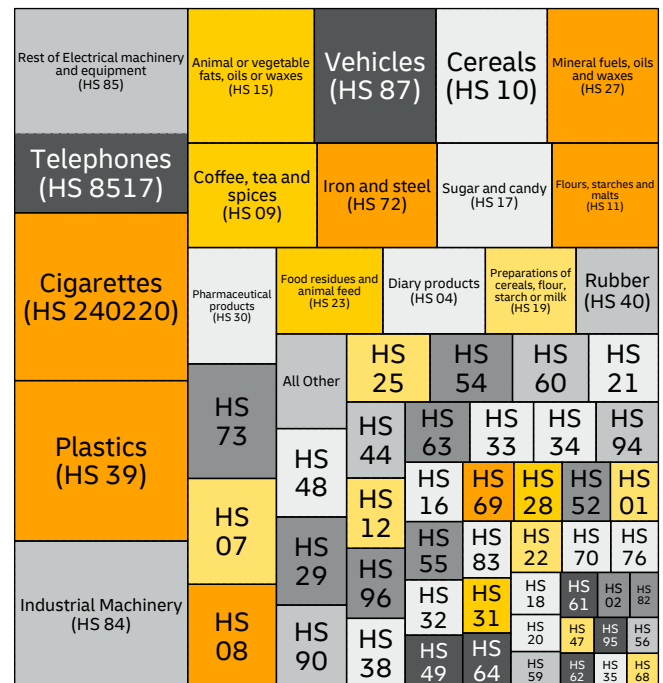 Rest of Electrical machinery
and equipment
(HS 85)
Animal or vegetable
fats, oils or waxes
(HS 15)
Vehicles
(HS 87)
Cereals
(HS 10)
Mineral fuels, oils
and waxes
(HS 27)
Telephones
(HS 8517)
Coffee, tea and
spices
(HS 09)
Iron and steel
(HS 72)
Sugar and candy
(HS 17)
Flours, starches and
malts
(HS 11)
Cigarettes
(HS 240220)
Pharmaceutical
products
(HS 30)
Food residues and
animal feed
(HS 23)
Diary products
(HS 04)
Preparations of
cereals, flour,
starch or milk
(HS 19)
Rubber
(HS 40)
All Other
HS
25
HS
54
HS
60
HS
21
HS
73
Plastics
(HS 39)
HS
44
HS
63
HS
33
HS
34
HS
94
HS
48
HS
16
HS
69
HS
28
HS
52
HS
01
HS
07
HS
12
HS
29
HS
55
HS
83
HS
22
HS
70
HS
76
Industrial Machinery
(HS 84)
HS
08
HS
96
HS
32
HS
31
HS
18
HS
61
HS
02
HS
82
HS
90
HS
38
HS
20
HS
47
HS
95
HS
56
HS
49
HS
64
HS
59
HS
62
HS
35
HS
68